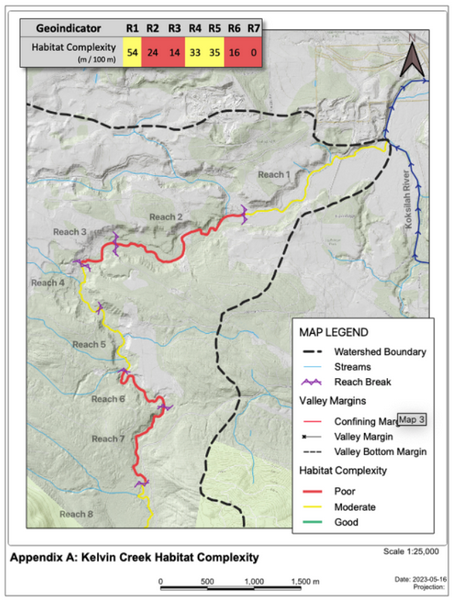 Geoindicator R1 R2 R3 R4 R5 R6 R7
Habitat Complexity 54 24 14 33 35 16 0
(m / 100 m)
N
Reach 1
Reach 2
Koksilah River
Reach 3
Reach 4
Reach 5
Reach 6
Reach 7
Reach 8
MAP LEGEND
Watershed Boundary
Streams
Reach Break
Valley Margins
Confining Mar
Map 3
Valley Margin
Valley Bottom Margin
Habitat Complexity
Poor
Moderate
Good
Appendix A: Kelvin Creek Habitat Complexity
Scale 1:25,000
0 500 1,000 1,500 m
Date: 2023-05-16
Projection: